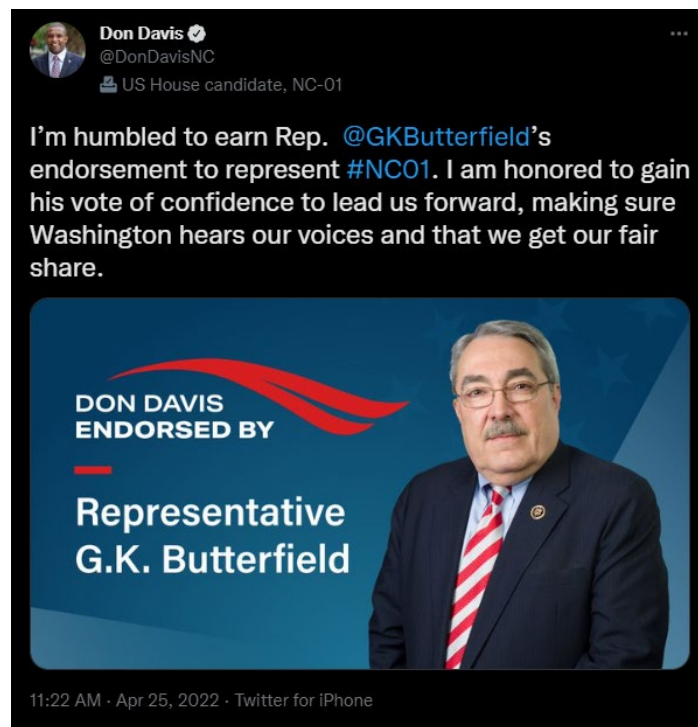 Don Davis
@DonDavisNC
US House candidate, NC-01
I’m humbled to earn Rep.  @GKButterfield’s
endorsement to represent #NC01. I am honored to gain
his vote of confidence to lead us forward, making sure
Washington hears our voices and that we get our fair
share.
DON DAVIS
ENDORSED BY
Representative
G.K. Butterfield
11:22 AM · Apr 25, 2022 · Twitter for iPhone